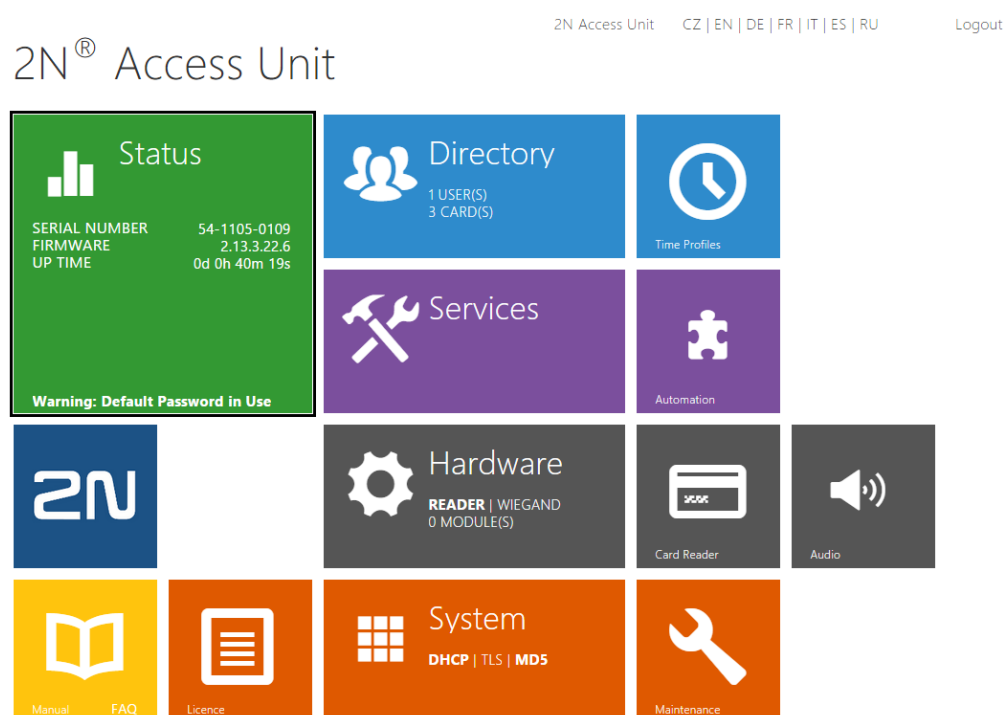 2N Access Unit CZ | EN | DE | FR | IT | ES | RU Logout
2N® Access Unit
Status
SERIAL NUMBER 54-1105-0109
FIRMWARE 2.13.3.22.6
UP TIME 0d 0h 40m 19s
Warning: Default Password in Use
Directory
1 USER(S)
3 CARD(S)
Time Profiles
Services
Automation
2N
Hardware
READER | WIEGAND
0 MODULE(S)
Card Reader
Audio
Manual FAQ
Licence
System
DHCP | TLS | MD5
Maintenance